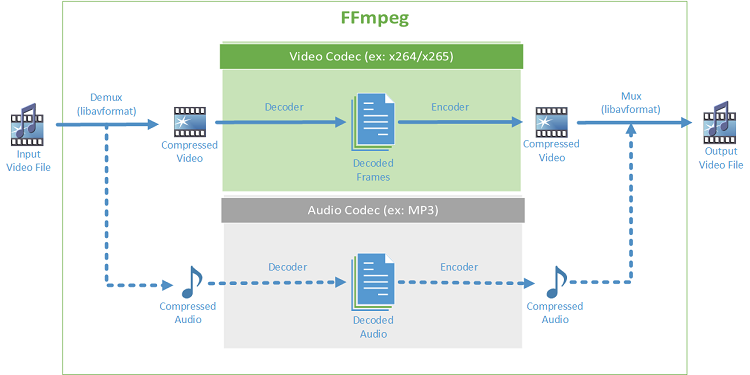 FFmpeg
Video Codec (ex: x264/x265)
Demux
(libavformat)
Decoder
Encoder
Mux
(libavformat)
Input
Video File
Compressed
Video
Decoded
Frames
Compressed
Video
Output
Video File
Audio Codec (ex: MP3)
Decoder
Encoder
Compressed
Audio
Decoded
Audio
Compressed
Audio